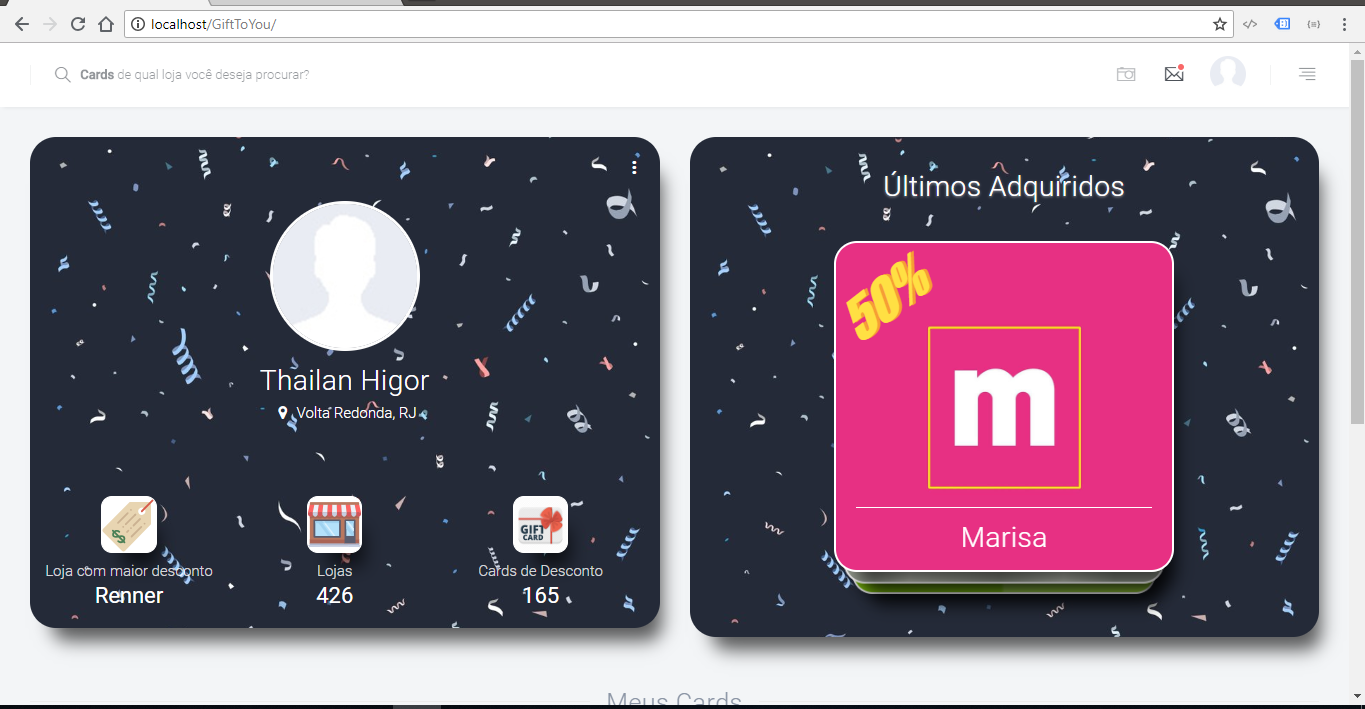 localhost/GiftToYou/
Cards de qual loja você deseja procurar?
Últimos Adquiridos
50%
m
Thailan Higor
Volta Redonda, RJ
GIFT
CARD
$
Loja com maior desconto
Lojas
Cards de Desconto
Renner
426
165
Marisa
Meus Cards